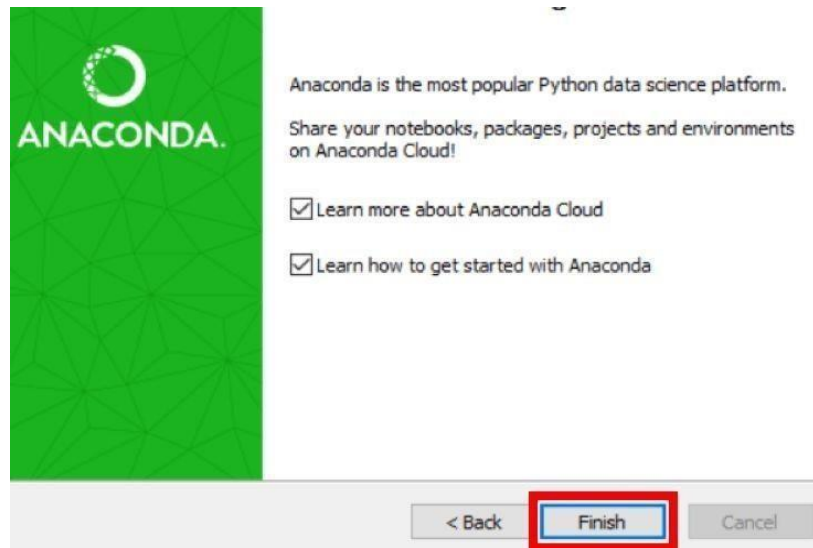 ANACONDA.
Anaconda is the most popular Python data science platform.
Share your notebooks, packages, projects and environments
on Anaconda Cloud!
Learn more about Anaconda Cloud
Learn how to get started with Anaconda
< Back
Finish
Cancel